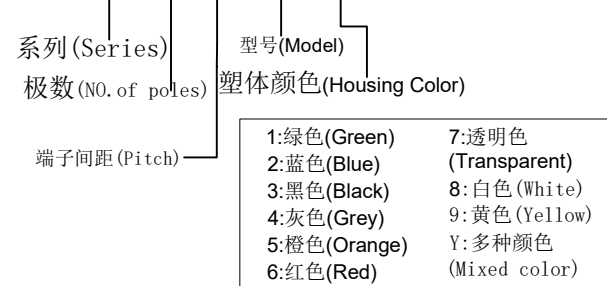 系列(Series)
型号(Model)
极数(NO.of poles)
塑体颜色(Housing Color)
端子间距(Pitch)
1:绿色(Green)
2:蓝色(Blue)
3:黑色(Black)
4:灰色(Grey)
5:橙色(Orange)
6:红色(Red)
7:透明色
(Transparent)
8:白色(White)
9:黄色(Yellow)
Y:多种颜色
(Mixed color)